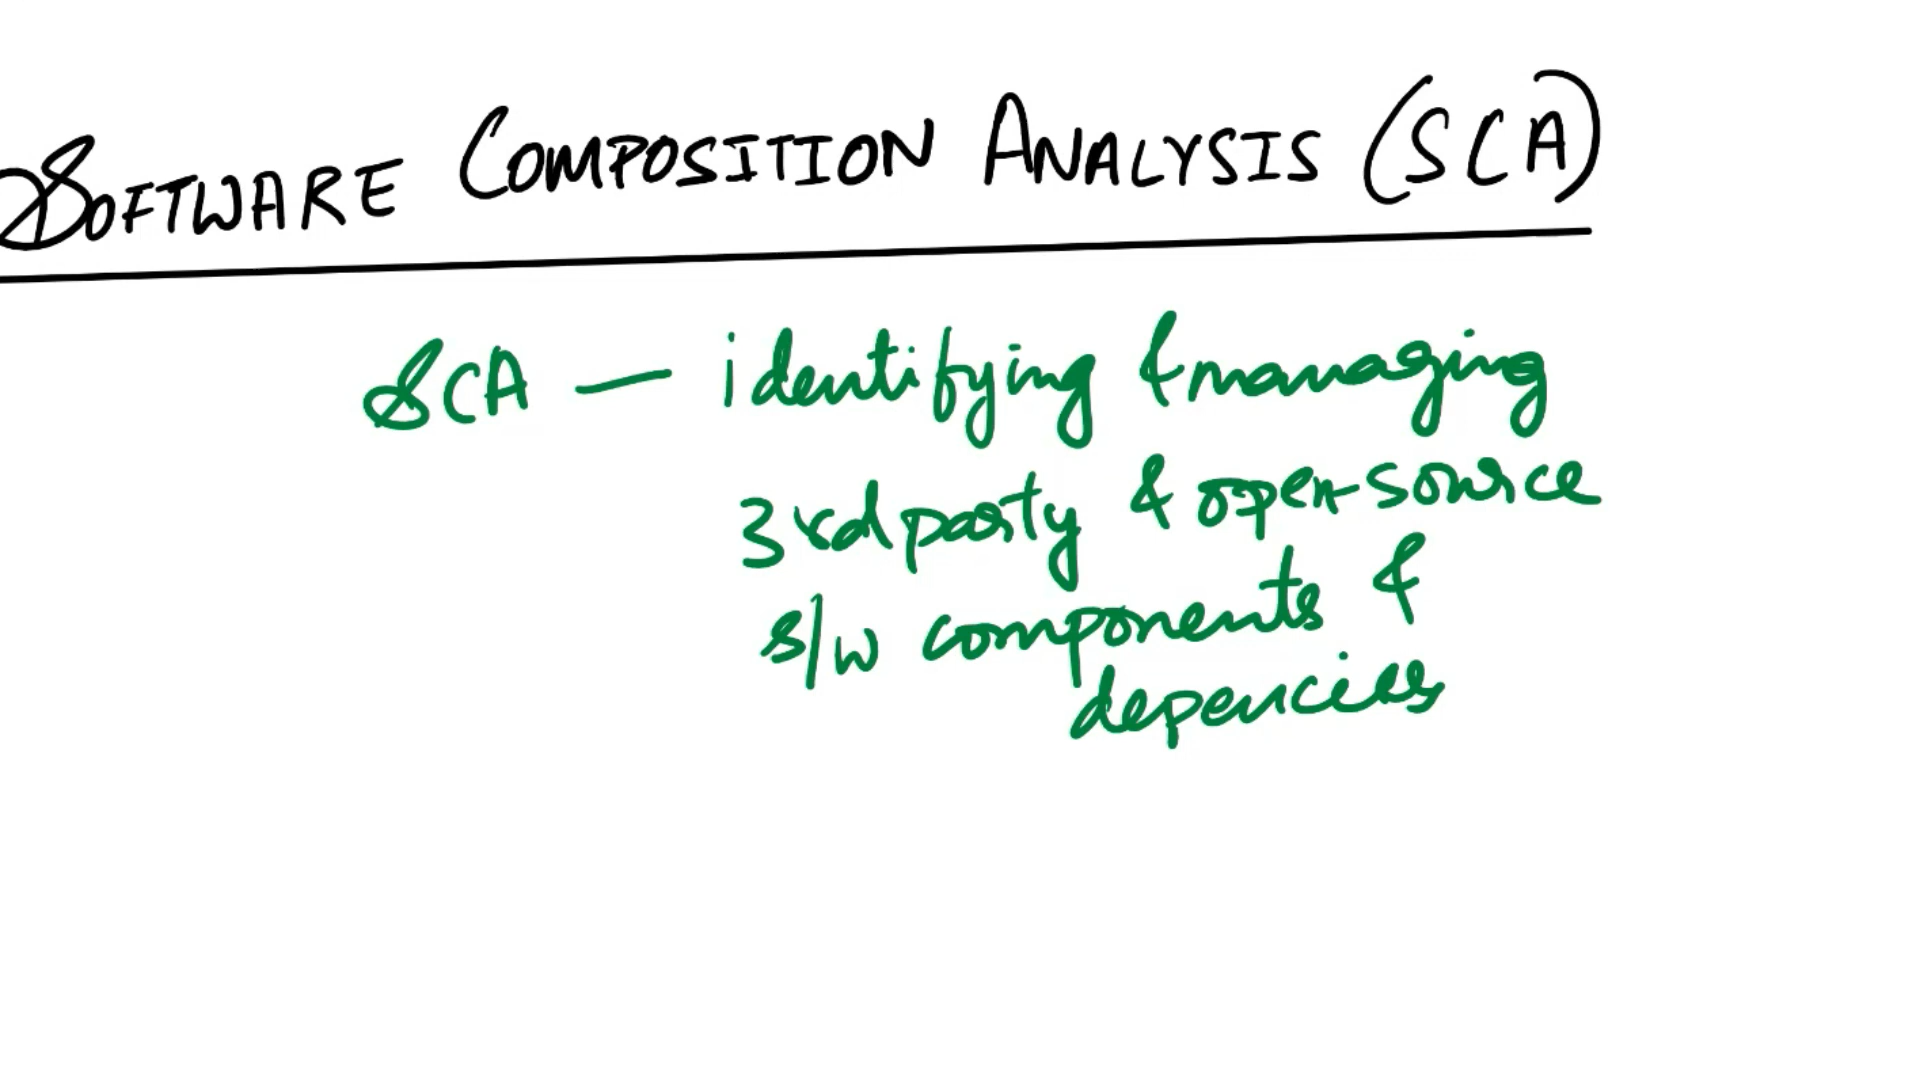 SOFTWARE COMPOSITION ANALYSIS (SCA)
SCA — identifying & managing
3rd party & open-source
s/w components &
depencies